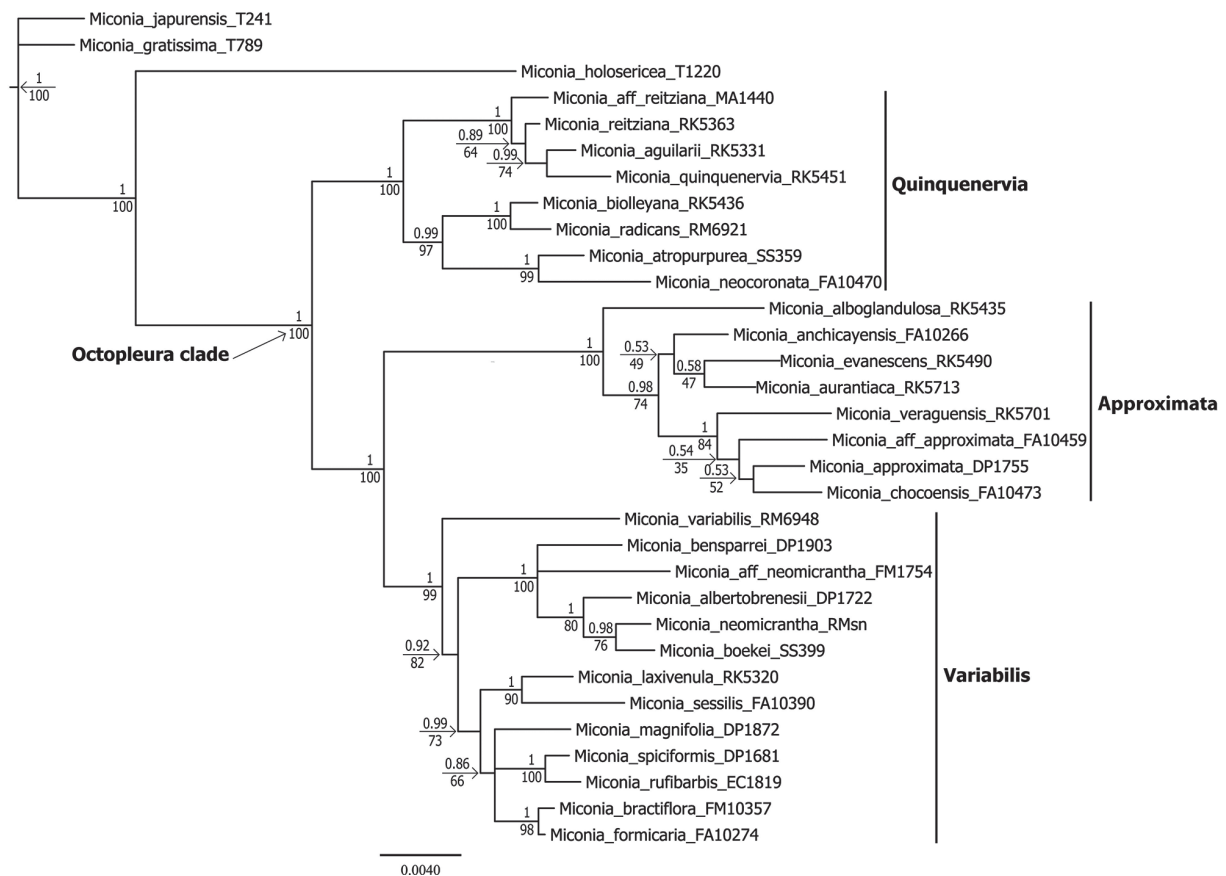 Miconia_japurensis_T241
Miconia_gratissima_T789
1
100
Miconia_holosericea_T1220
Miconia_aff_reitziana_MA1440
1
100
Miconia_reitziana_RK5363
0.89
64
Miconia_aguilarii_RK5331
0.99
74
Miconia_quinquenervia_RK5451
Quinquenervia
1
100
1
100
Miconia_biolleyana_RK5436
1
100
Miconia_radicans_RM6921
0.99
97
Miconia_atropurpurea_SS359
1
99
Miconia_neocoronata_FA10470
Miconia_alboglandulosa_RK5435
1
100
Octopleura clade
Miconia_anchicayensis_FA10266
0.53
49
1
100
Miconia_evanescens_RK5490
0.58
47
Miconia_aurantiaca_RK5713
0.98
74
Approximata
Miconia_veraguensis_RK5701
1
84
Miconia_aff_approximata_FA10459
0.54
35
Miconia_approximata_DP1755
0.53
52
1
100
Miconia_chocoensis_FA10473
Miconia_variabilis_RM6948
Miconia_bensparrei_DP1903
Miconia_aff_neomicrantha_FM1754
1
100
1
99
Miconia_albertobrenesii_DP1722
1
80
Miconia_neomicrantha_RMsn
0.98
76
Miconia_boekei_SS399
0.92
82
Miconia_laxivenula_RK5320
Variabilis
1
90
Miconia_sessilis_FA10390
0.99
73
Miconia_magnifolia_DP1872
Miconia_spiciformis_DP1681
0.86
66
1
100
Miconia_rufibarbis_EC1819
Miconia_bractiflora_FM10357
1
98
Miconia_formicaria_FA10274
0.0040